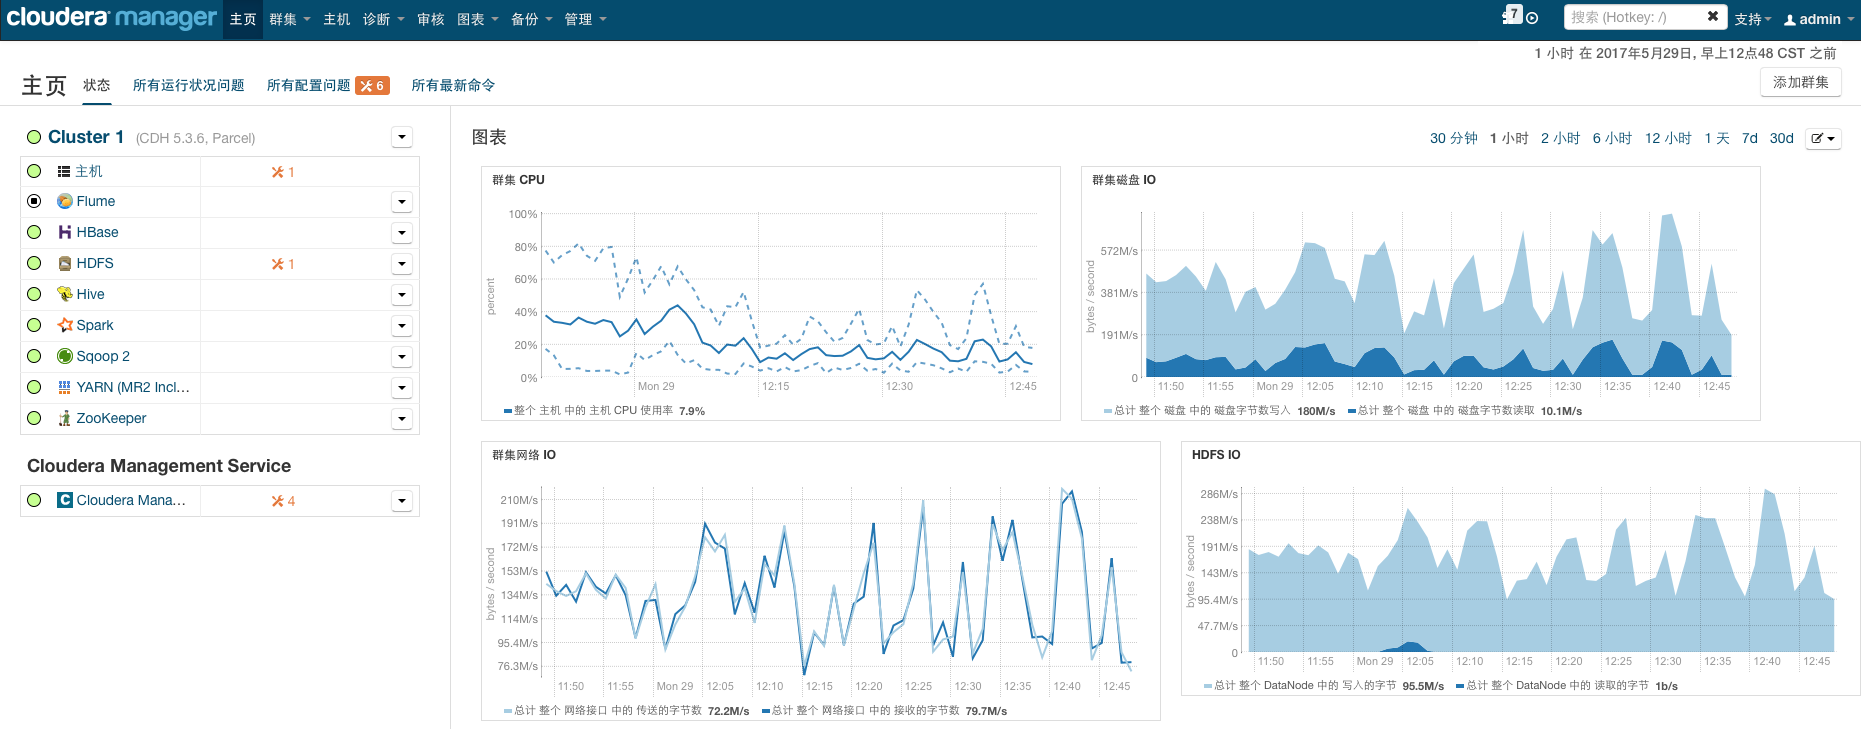 cloudera manager 主页 群集 主机 诊断 审核 图表 备份 管理 7 搜索 (Hotkey: /) 支持 admin
1 小时 在 2017年5月29日, 早上12点48 CST 之前
主页 状态 所有运行状况问题 所有配置问题 6 所有最新命令 添加群集
Cluster 1 (CDH 5.3.6, Parcel)
主机 1
Flume
HBase
HDFS 1
Hive
Spark
Sqoop 2
YARN (MR2 Incl...
ZooKeeper
Cloudera Management Service
Cloudera Mana... 4
图表 30 分钟 1 小时 2 小时 6 小时 12 小时 1 天 7d 30d
群集 CPU
percent
100%
80%
60%
40%
20%
0%
Mon 29 12:15 12:30 12:45
整个 主机 中的 主机 CPU 使用率 7.9%
群集磁盘 IO
bytes / second
572M/s
381M/s
191M/s
0
11:50 11:55 Mon 29 12:05 12:10 12:15 12:20 12:25 12:30 12:35 12:40 12:45
总计 整个 磁盘 中的 磁盘字节数写入 180M/s 总计 整个 磁盘 中的 磁盘字节数读取 10.1M/s
群集网络 IO
bytes / second
210M/s
191M/s
172M/s
153M/s
134M/s
114M/s
95.4M/s
76.3M/s
11:50 11:55 Mon 29 12:05 12:10 12:15 12:20 12:25 12:30 12:35 12:40 12:45
总计 整个 网络接口 中的 传送的字节数 72.2M/s 总计 整个 网络接口 中的 接收的字节数 79.7M/s
HDFS IO
bytes / second
286M/s
238M/s
191M/s
143M/s
95.4M/s
47.7M/s
0
11:50 11:55 Mon 29 12:05 12:10 12:15 12:20 12:25 12:30 12:35 12:40 12:45
总计 整个 DataNode 中的 写入的字节 95.5M/s 总计 整个 DataNode 中的 读取的字节 1b/s